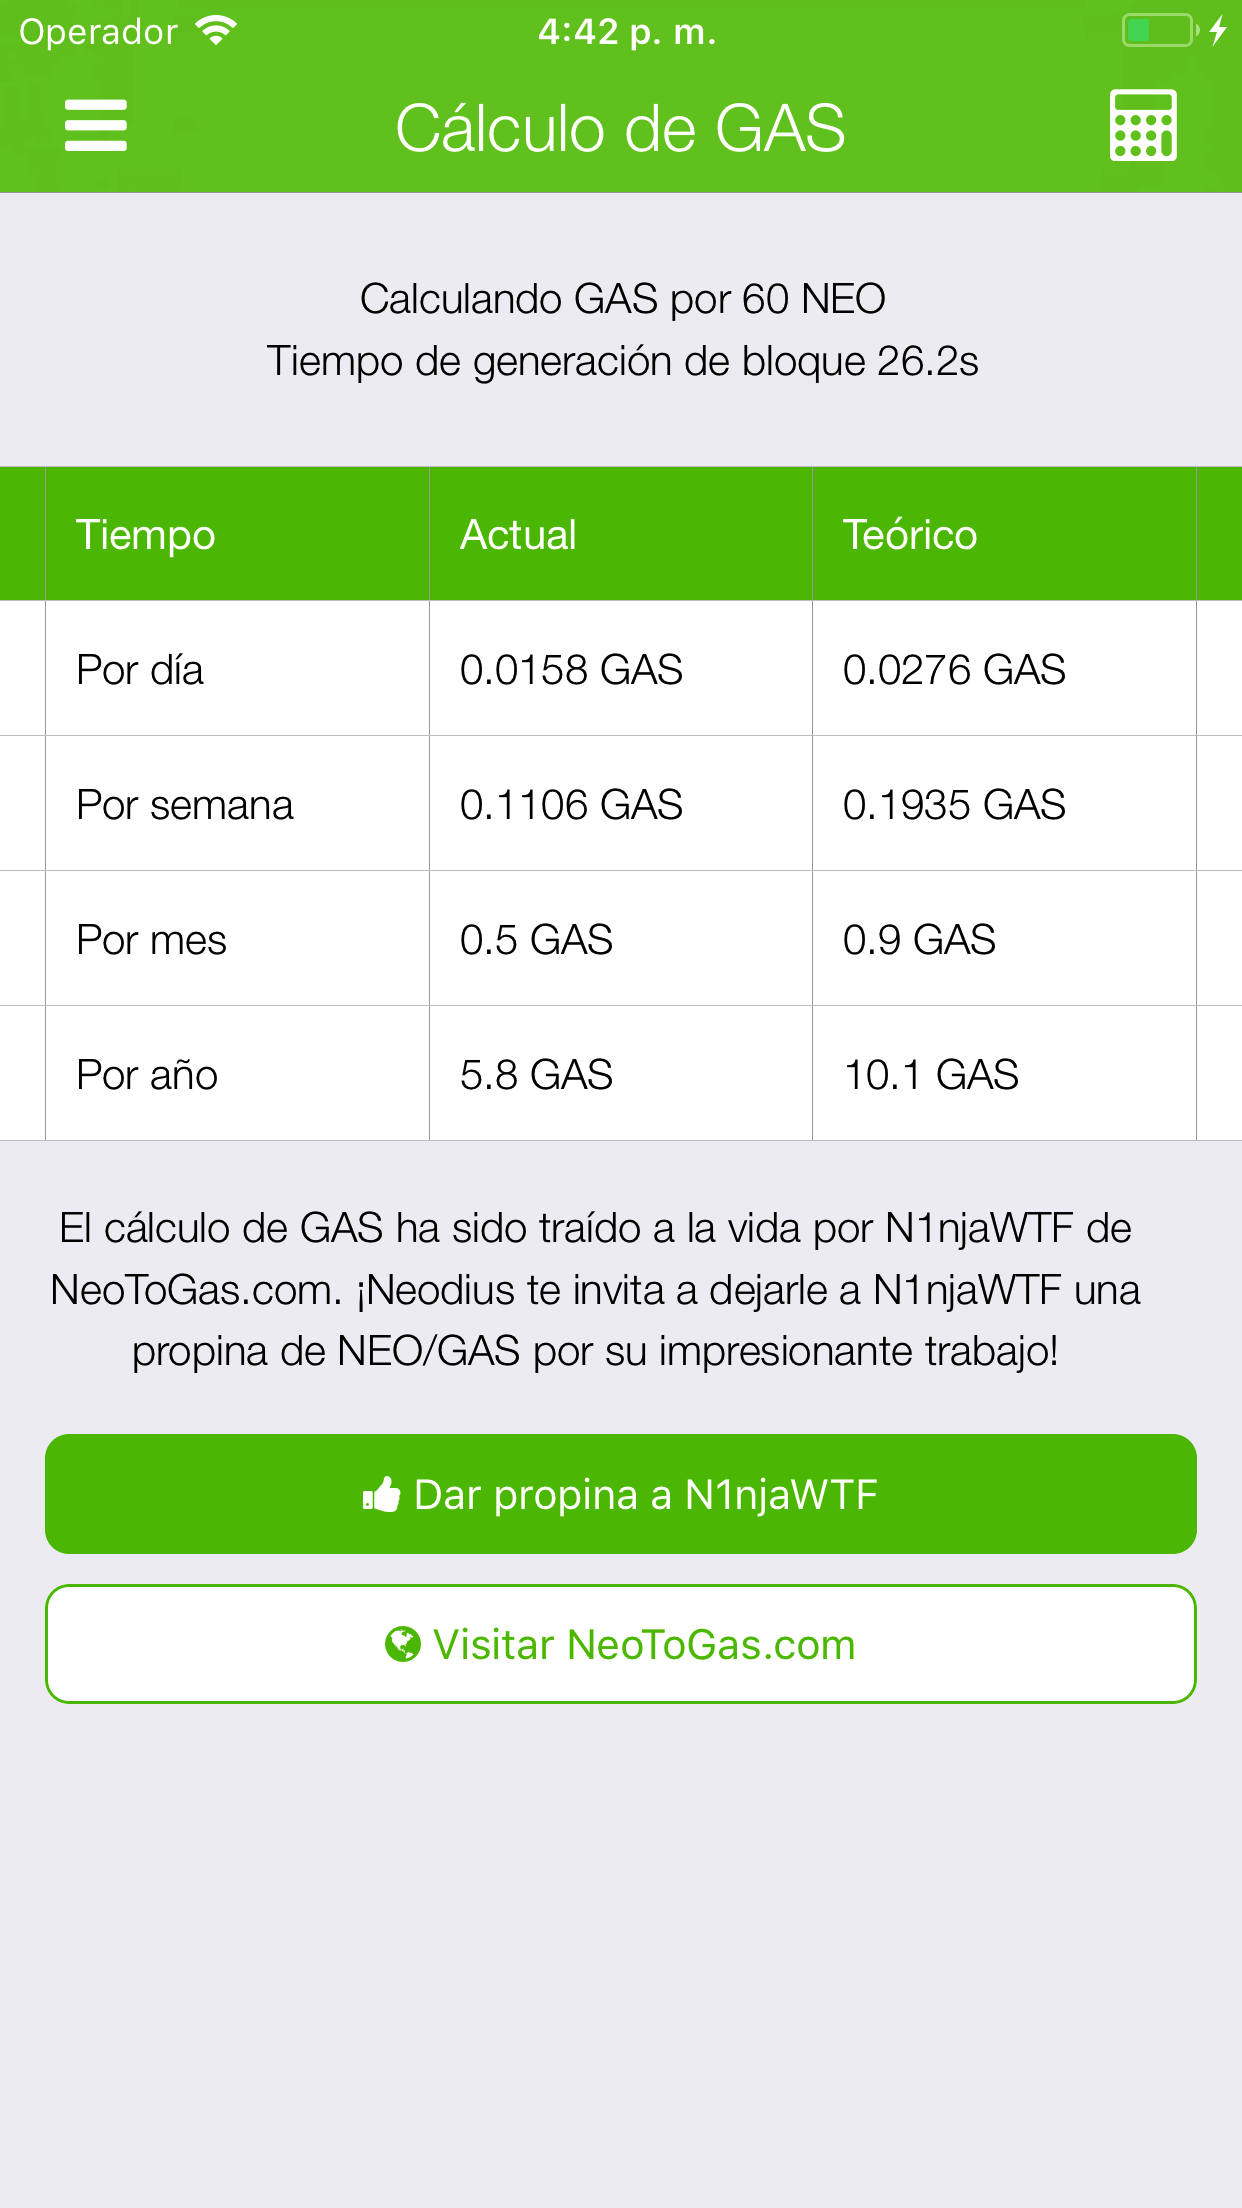 Operador 4:42 p. m.
Cálculo de GAS
Calculando GAS por 60 NEO
Tiempo de generación de bloque 26.2s
Tiempo Actual Teórico
Por día 0.0158 GAS 0.0276 GAS
Por semana 0.1106 GAS 0.1935 GAS
Por mes 0.5 GAS 0.9 GAS
Por año 5.8 GAS 10.1 GAS
El cálculo de GAS ha sido traído a la vida por N1njaWTF de
NeoToGas.com. ¡Neodius te invita a dejarle a N1njaWTF una
propina de NEO/GAS por su impresionante trabajo!
Dar propina a N1njaWTF
Visitar NeoToGas.com